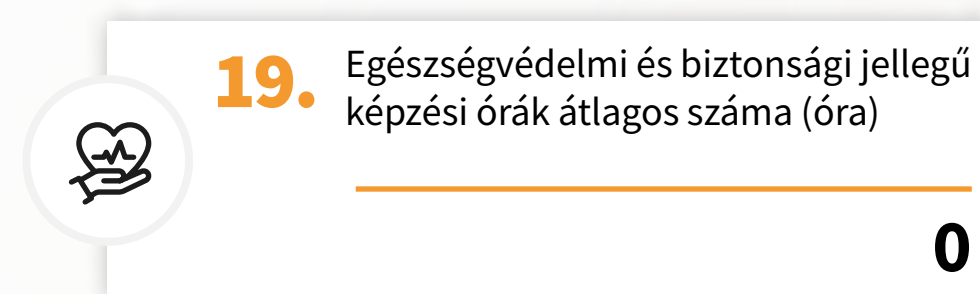 19.
Egészségvédelmi és biztonsági jellegű
képzési órák átlagos száma (óra)
0